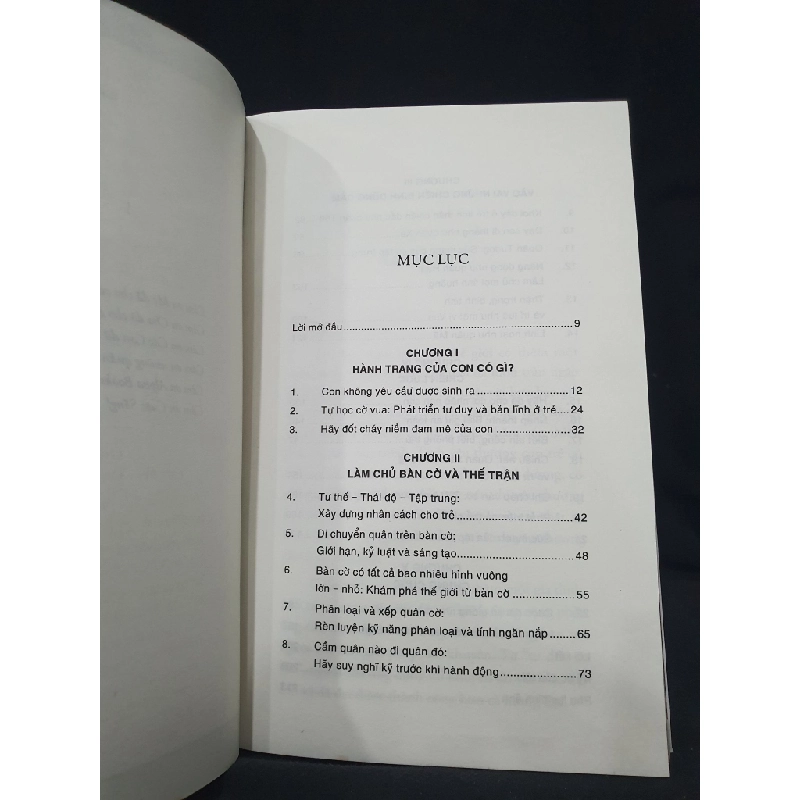 MỤC LỤC
Lời mở đầu 9
CHƯƠNG I
HÀNH TRANG CỦA CON CÓ GÌ?
1. Con không yêu cầu được sinh ra 12
2. Tự học cờ vua: Phát triển tư duy và bản lĩnh ở trẻ 24
3. Hãy đốt cháy niềm đam mê của con 32
CHƯƠNG II
LÀM CHỦ BÀN CỜ VÀ THẾ TRẬN
4. Tư thế – Thái độ – Tập trung:
Xây dựng nhân cách cho trẻ 42
5. Di chuyển quân trên bàn cờ:
Giới hạn, kỷ luật và sáng tạo 48
6. Bàn cờ có tất cả bao nhiêu hình vuông
lớn – nhỏ: Khám phá thế giới từ bàn cờ 55
7. Phân loại và xếp quân cờ:
Rèn luyện kỹ năng phân loại và tính ngăn nắp 65
8. Cầm quân nào đi quân đó:
Hãy suy nghĩ kỹ trước khi hành động 73